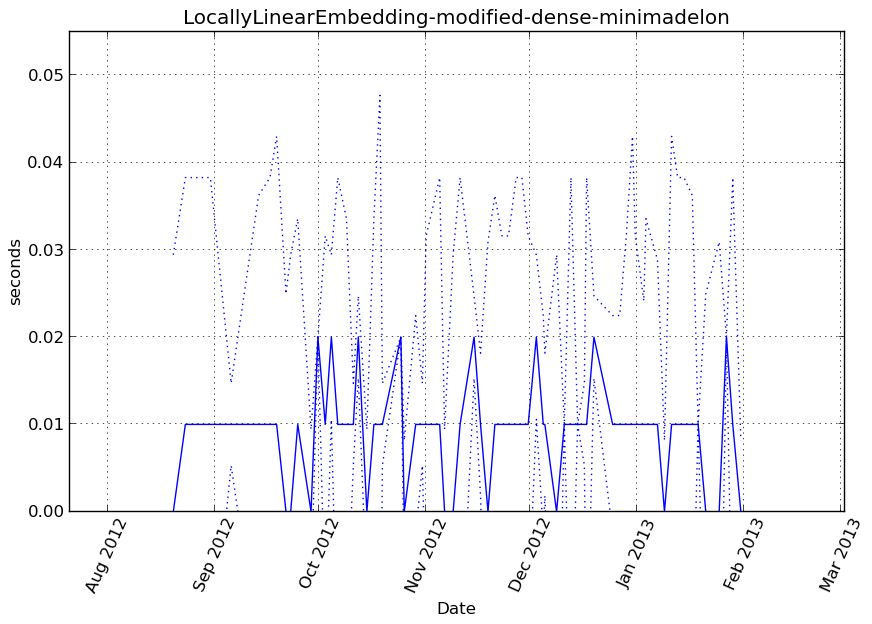 LocallyLinearEmbedding-modified-dense-minimadelon
0.05
0.04
0.03
0.02
0.01
0.00
seconds
Aug 2012
Sep 2012
Oct 2012
Nov 2012
Dec 2012
Jan 2013
Feb 2013
Mar 2013
Date